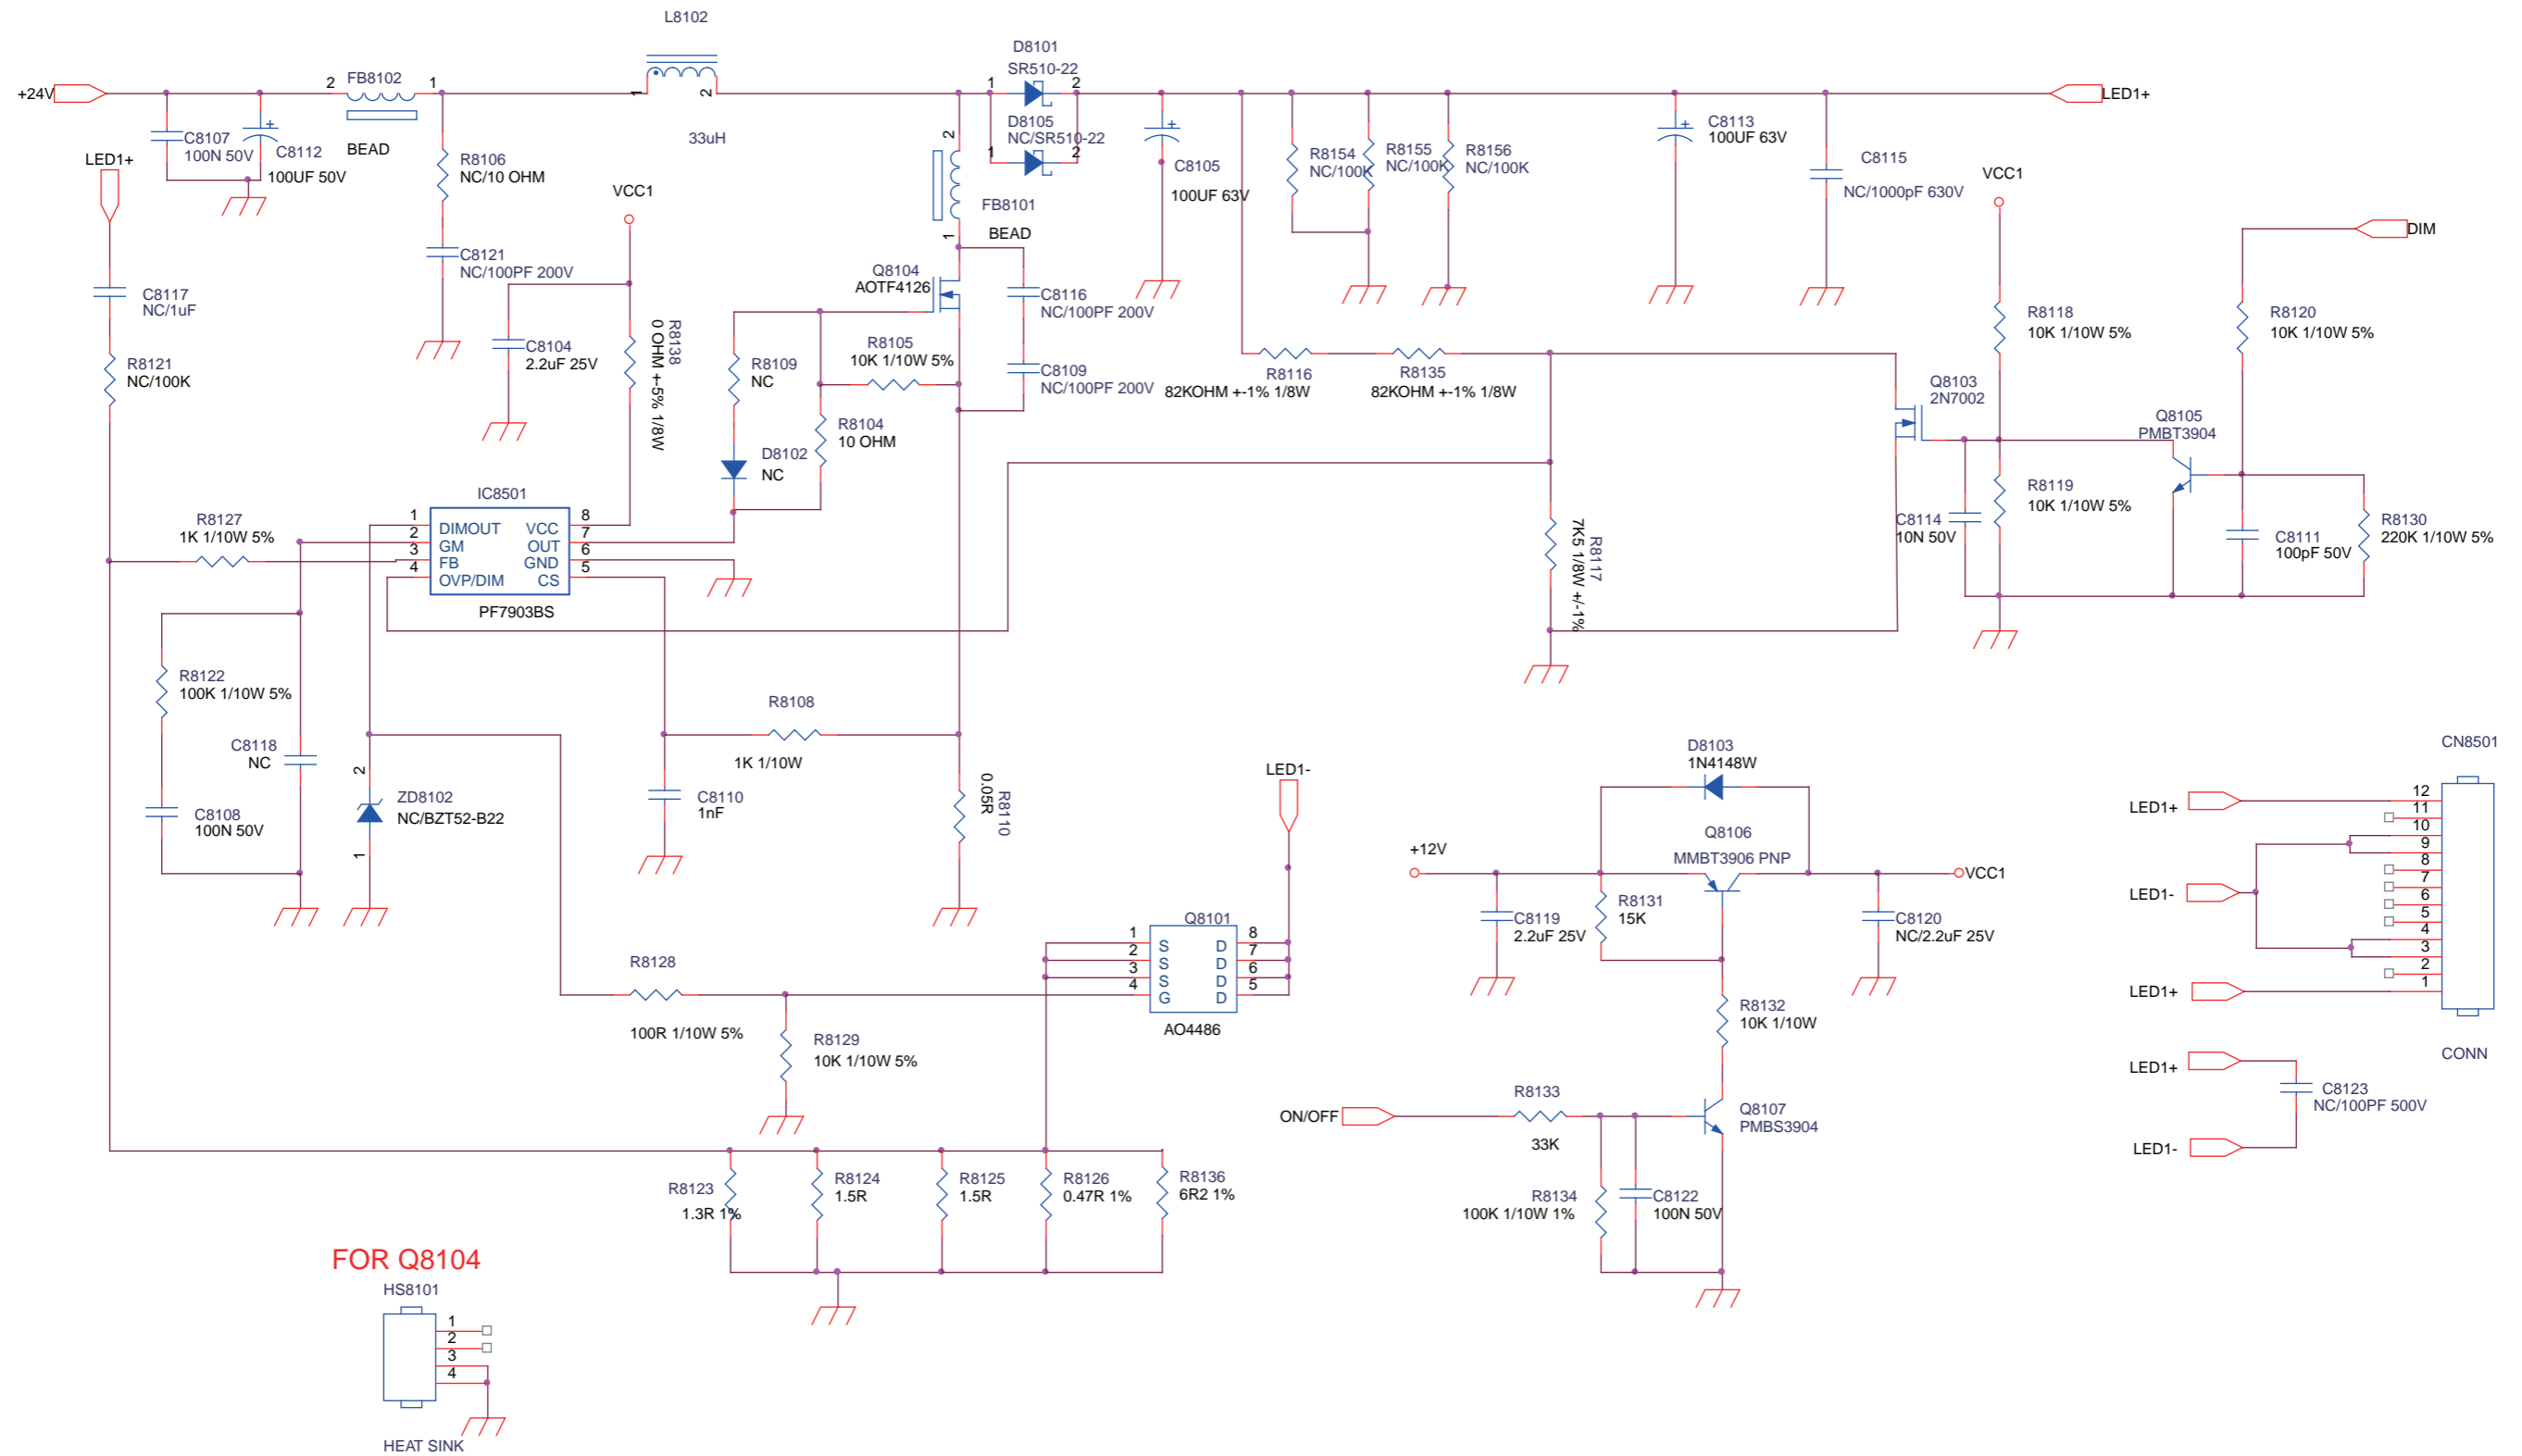 L8102
33uH
+24V
2
FB8102
1
BEAD
1
2
C8107
100N 50V
C8112
100UF 50V
LED1+
C8117
NC/1uF
R8121
NC/100K
R8106
NC/10 OHM
C8121
NC/100PF 200V
VCC1
C8104
2.2uF 25V
R8138
0 OHM +-5% 1/8W
D8101
SR510-22
1
2
D8105
NC/SR510-22
1
2
2
FB8101
1
BEAD
Q8104
AOTF4126
C8116
NC/100PF 200V
C8109
NC/100PF 200V
R8105
10K 1/10W 5%
R8109
NC
R8104
10 OHM
D8102
NC
C8105
100UF 63V
R8154
NC/100K
R8155
NC/100K
R8156
NC/100K
C8113
100UF 63V
C8115
NC/1000pF 630V
LED1+
VCC1
DIM
R8118
10K 1/10W 5%
R8120
10K 1/10W 5%
R8116
82KOHM +-1% 1/8W
R8135
82KOHM +-1% 1/8W
Q8103
2N7002
Q8105
PMBT3904
R8119
10K 1/10W 5%
C8114
10N 50V
C8111
100pF 50V
R8130
220K 1/10W 5%
R8117
7K5 1/8W +/-1%
IC8501
1
2
3
4
DIMOUT
GM
FB
OVP/DIM
VCC
OUT
GND
CS
8
7
6
5
PF7903BS
R8127
1K 1/10W 5%
R8122
100K 1/10W 5%
C8118
NC
C8108
100N 50V
2
ZD8102
NC/BZT52-B22
1
R8108
1K 1/10W
C8110
1nF
R8110
0.05R
LED1-
Q8101
1
2
3
4
S
S
S
G
D
D
D
D
8
7
6
5
AO4486
R8128
100R 1/10W 5%
R8129
10K 1/10W 5%
R8123
1.3R 1%
R8124
1.5R
R8125
1.5R
R8126
0.47R 1%
R8136
6R2 1%
D8103
1N4148W
Q8106
MMBT3906 PNP
+12V
VCC1
C8119
2.2uF 25V
R8131
15K
C8120
NC/2.2uF 25V
R8132
10K 1/10W
ON/OFF
R8133
33K
Q8107
PMBS3904
R8134
100K 1/10W 1%
C8122
100N 50V
CN8501
12
11
10
9
8
7
6
5
4
3
2
1
LED1+
LED1-
LED1+
CONN
LED1+
C8123
NC/100PF 500V
LED1-
FOR Q8104
HS8101
1
2
3
4
HEAT SINK